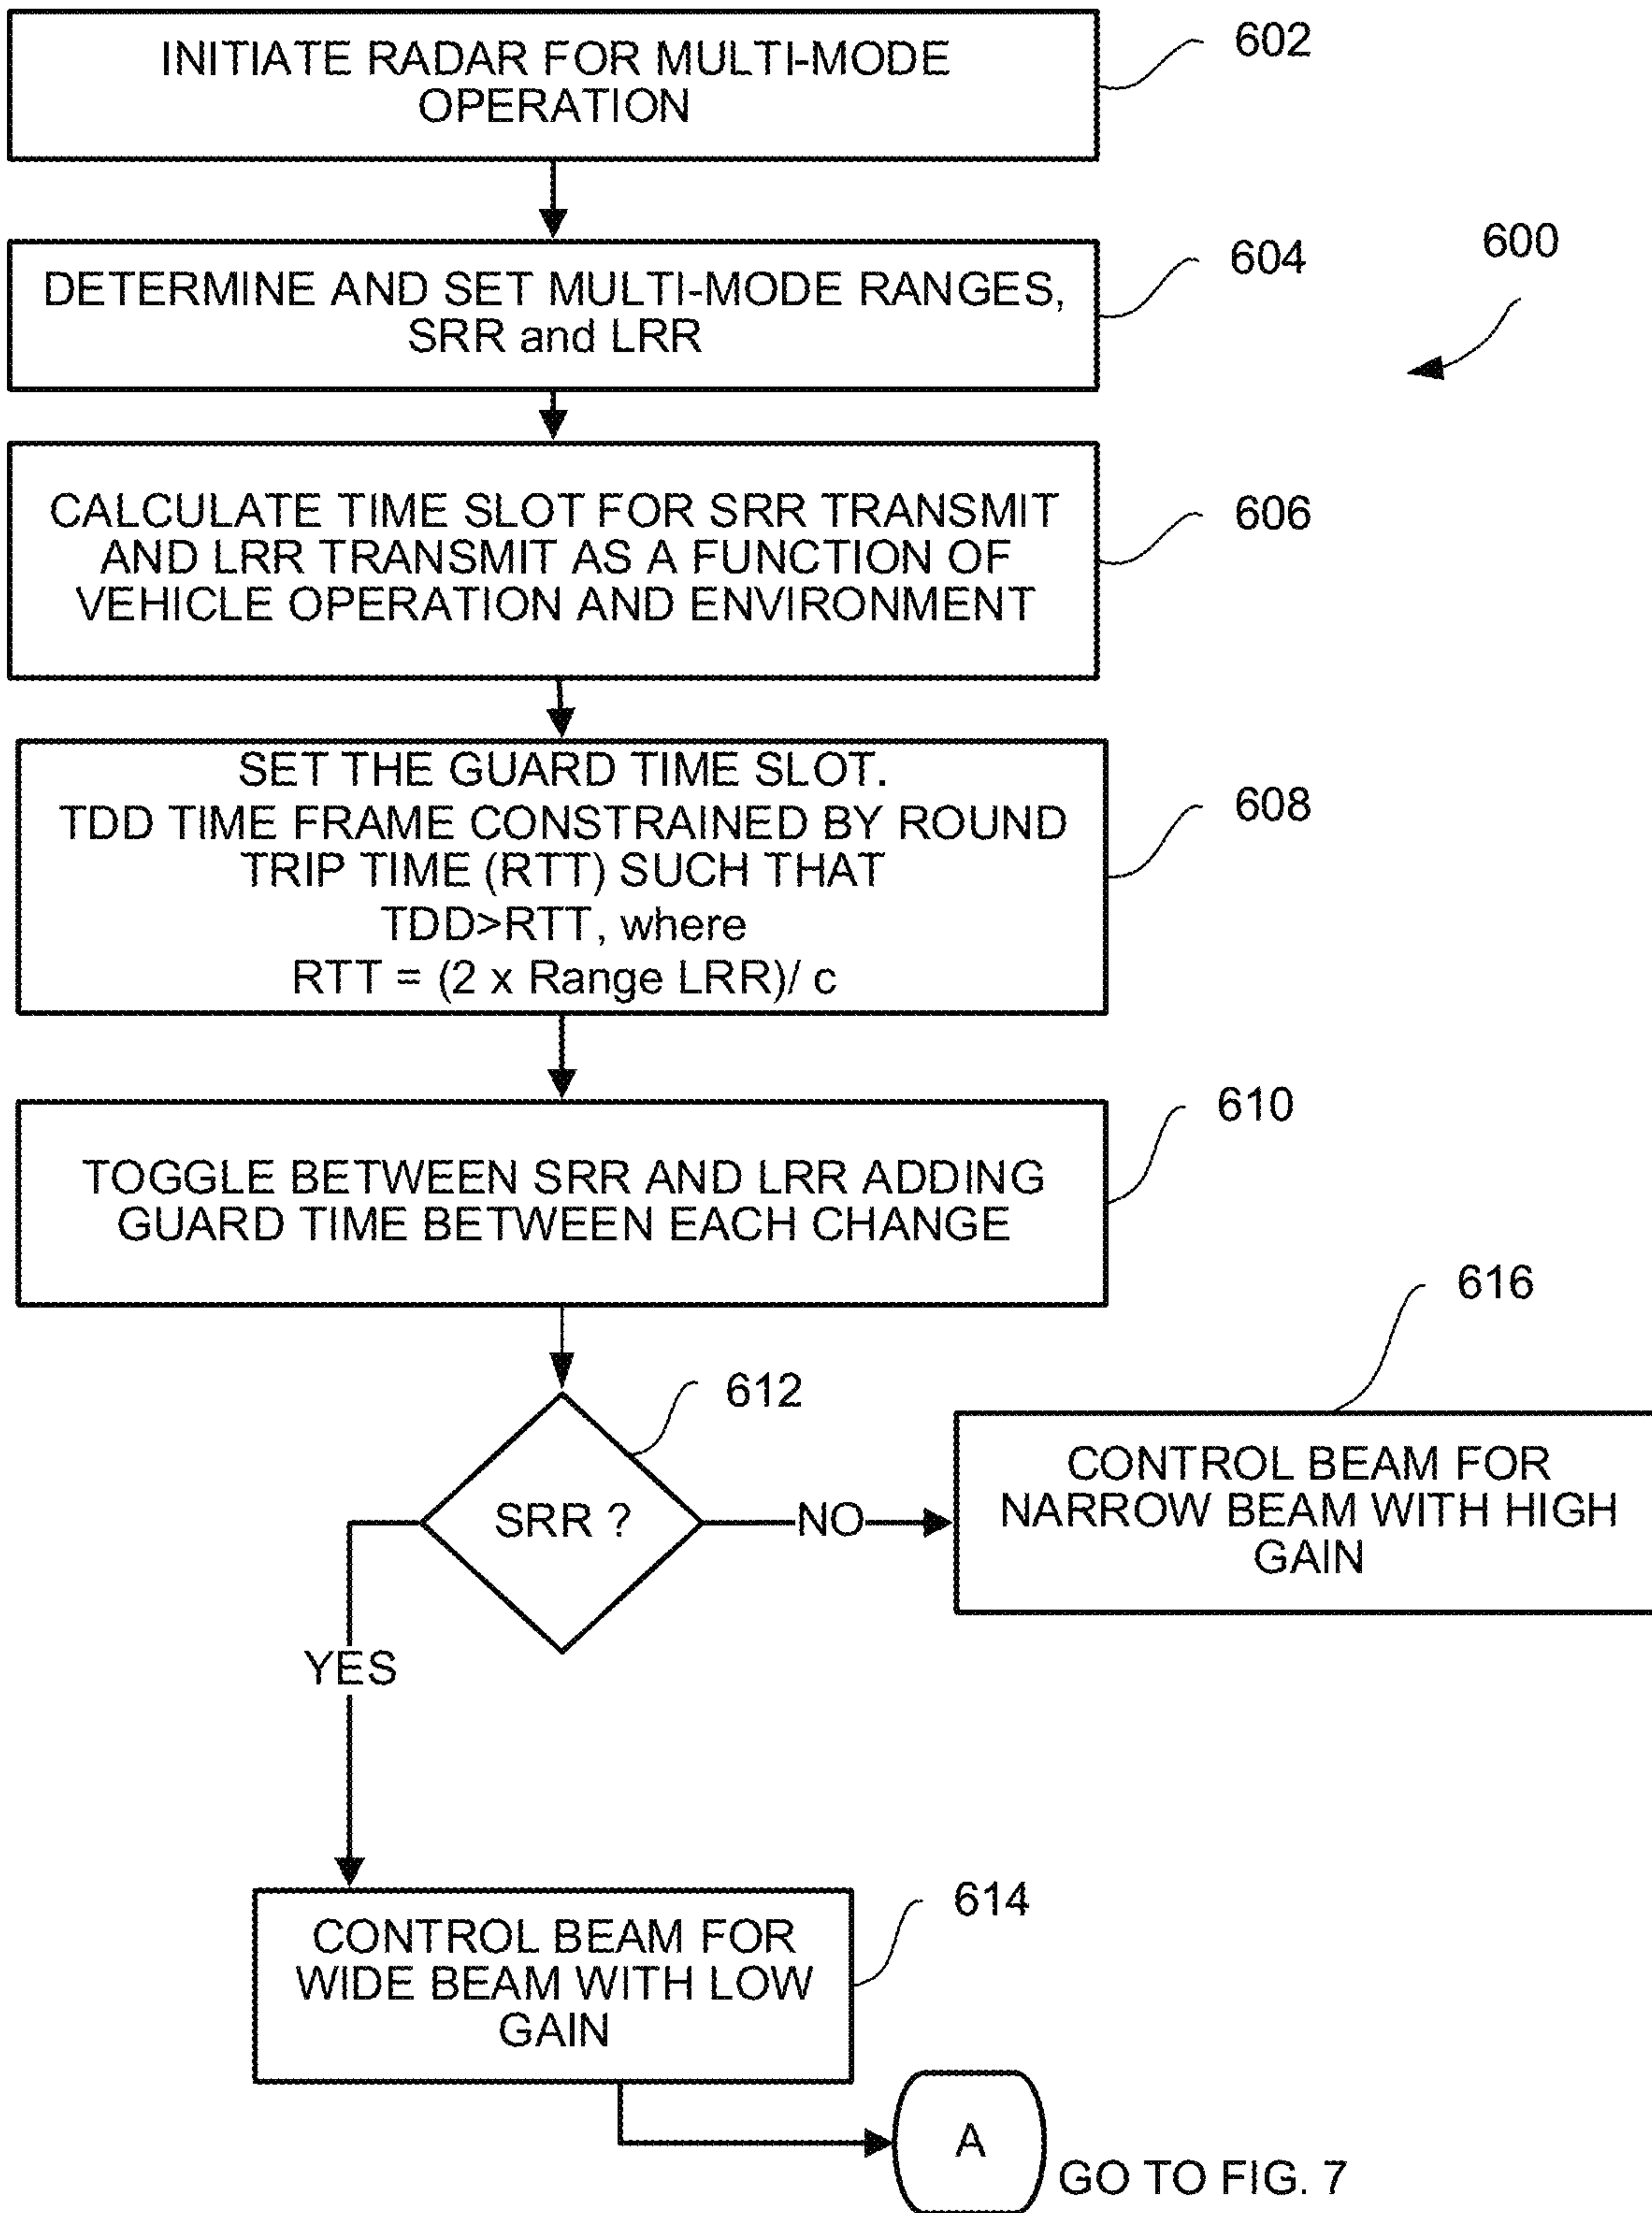 INITIATE RADAR FOR MULTI-MODE
OPERATION
602
DETERMINE AND SET MULTI-MODE RANGES,
SRR and LRR
604
600
CALCULATE TIME SLOT FOR SRR TRANSMIT
AND LRR TRANSMIT AS A FUNCTION OF
VEHICLE OPERATION AND ENVIRONMENT
606
SET THE GUARD TIME SLOT.
TDD TIME FRAME CONSTRAINED BY ROUND
TRIP TIME (RTT) SUCH THAT
TDD>RTT, where
RTT = (2 x Range LRR)/ c
608
TOGGLE BETWEEN SRR AND LRR ADDING
GUARD TIME BETWEEN EACH CHANGE
610
612
SRR ?
NO
616
CONTROL BEAM FOR
NARROW BEAM WITH HIGH
GAIN
YES
CONTROL BEAM FOR
WIDE BEAM WITH LOW
GAIN
614
A
GO TO FIG. 7